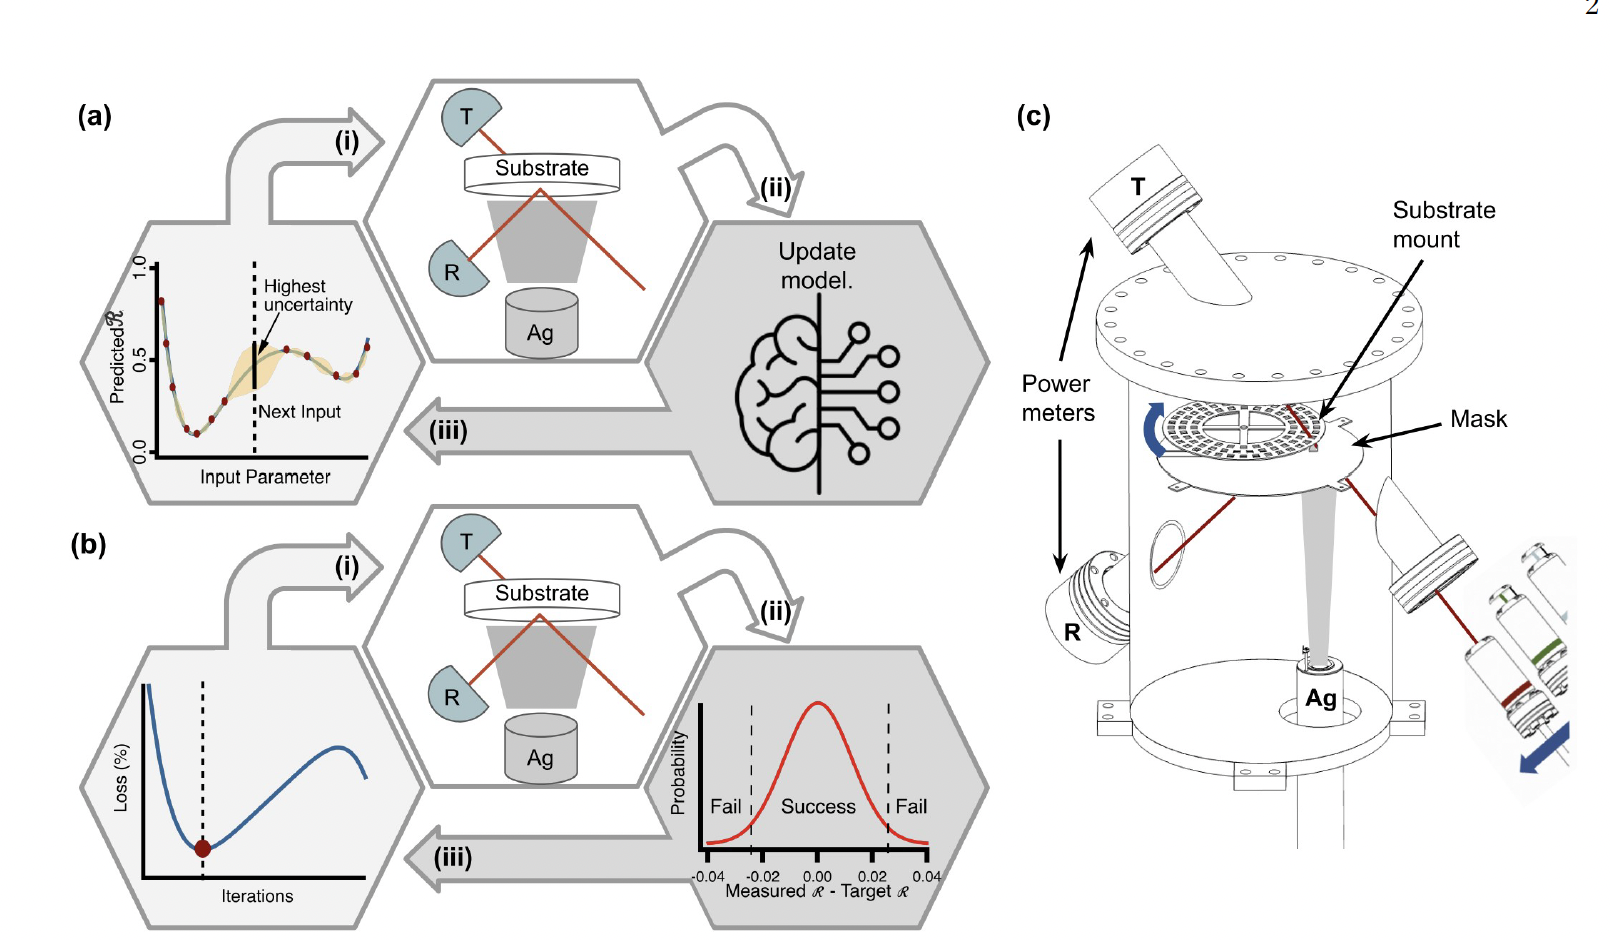 2
(a)
(i)
T
Substrate
R
Ag
(ii)
Update
model.
1.0
0.5
0.0
Predicted ℛ
Highest
uncertainty
Next Input
Input Parameter
(iii)
(b)
(i)
T
Substrate
R
Ag
(ii)
Loss (%)
Iterations
Probability
Fail
Success
Fail
-0.04
-0.02
0.00
0.02
0.04
Measured ℛ - Target ℛ
(iii)
(c)
T
Substrate
mount
Power
meters
Mask
R
Ag